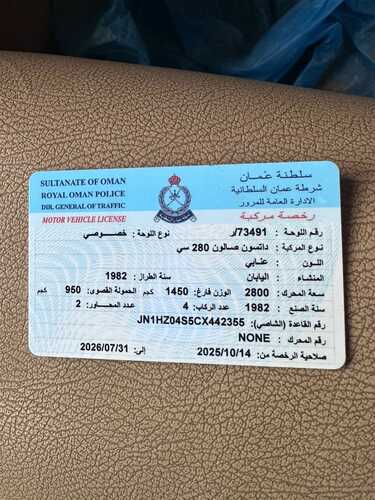 SULTANATE OF OMAN
ROYAL OMAN POLICE
DIR. GENERAL OF TRAFFIC
MOTOR VEHICLE LICENSE
سلطنة عمان
شرطة عمان السلطانية
الادارة العامة للمرور
رخصة مركبة
رقم اللوحة : 73491/ر نوع اللوحة : خصوصي
نوع المركبة : داتسون صالون 280 سي
اللون : عنابي
المنشاء : اليابان سنة الطراز : 1982
سعة المحرك : 2800 الوزن فارغ: 1450 كجم الحمولة القصوى: 950 كجم
سنة الصنع : 1982 عدد الركاب: 4 عدد المحـــاور : 2
رقم القاعدة (الشاصي): JN1HZ04S5CX442355
رقم المحرك : NONE
صلاحية الرخصة من: 2025/10/14 إلى: 2026/07/31